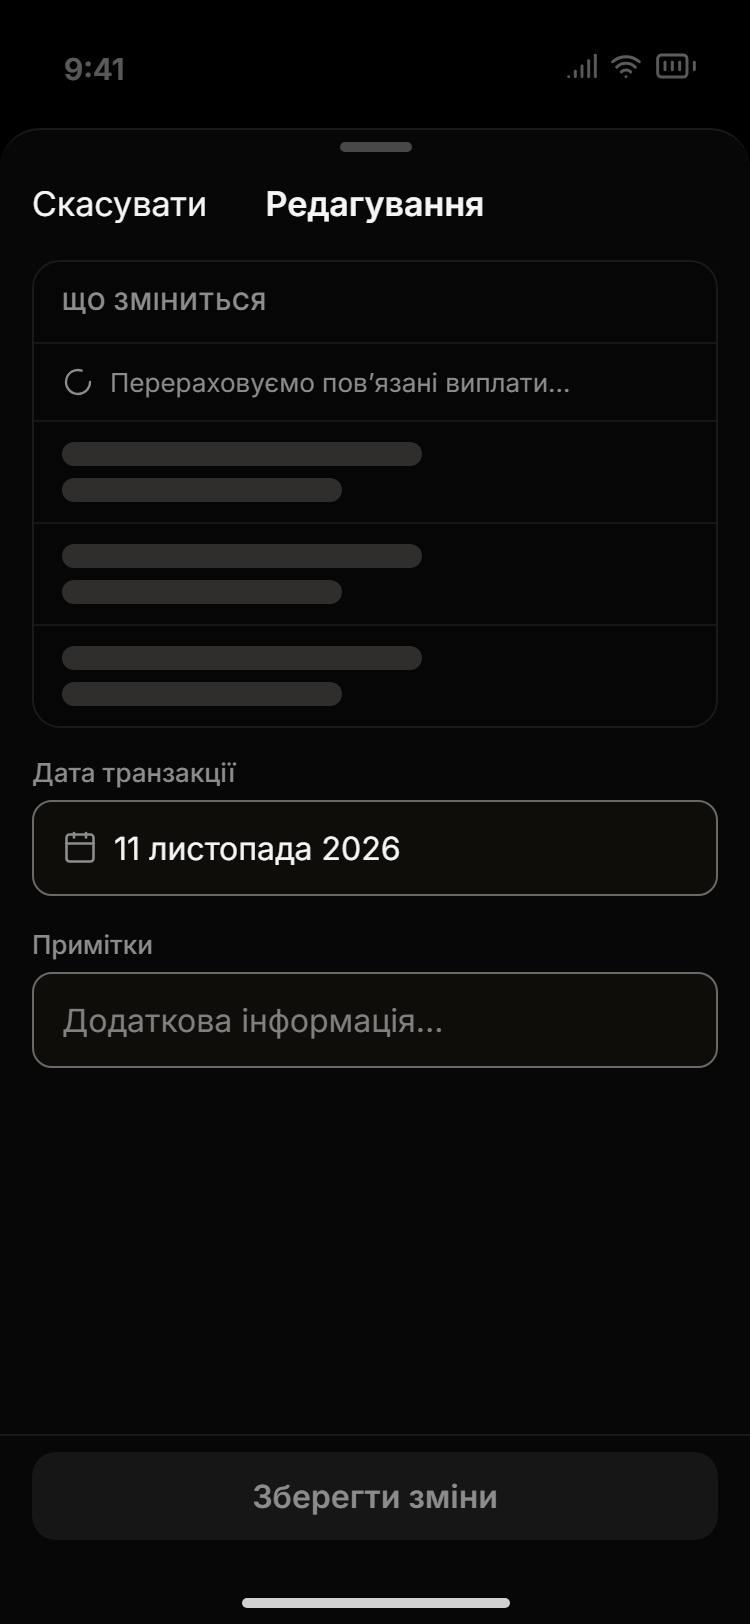 9:41
Скасувати Редагування
ЩО ЗМІНИТЬСЯ
Перераховуємо пов’язані виплати...
Дата транзакції
11 листопада 2026
Примітки
Додаткова інформація...
Зберегти зміни